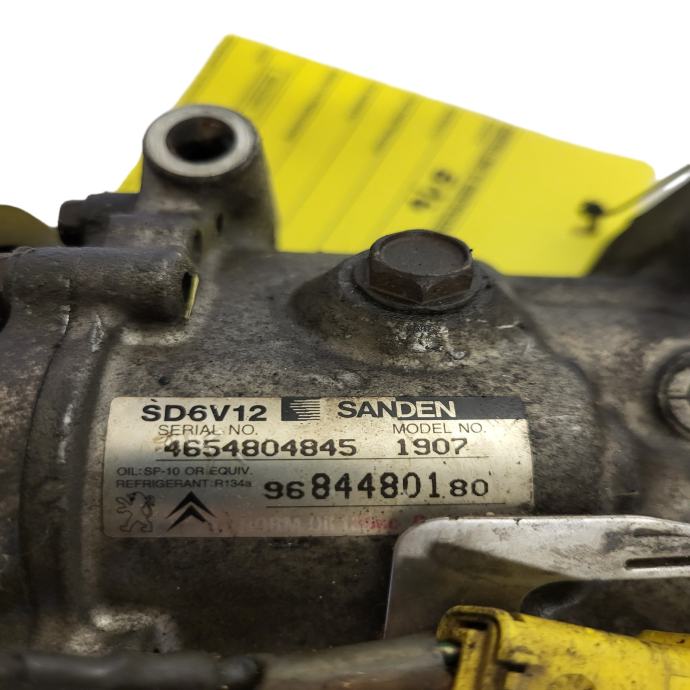 SD6V12 SANDEN
SERIAL NO. MODEL NO.
4654804845 1907
OIL: SP-10 OR EQUIV.
REFRIGERANT: R134a
9684480180